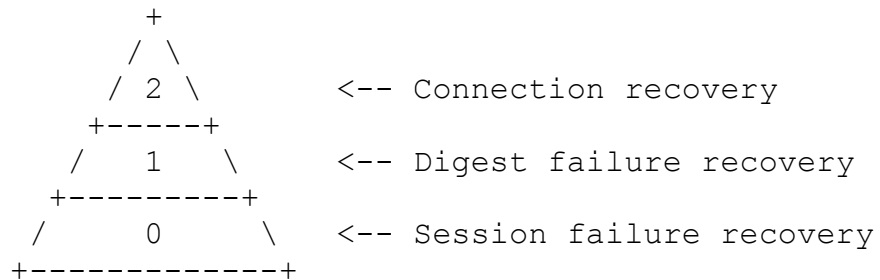 +
/ \
/ 2 \ <-- Connection recovery
+-----+
/ 1 \ <-- Digest failure recovery
+---------+
/ 0 \ <-- Session failure recovery
+-------------+